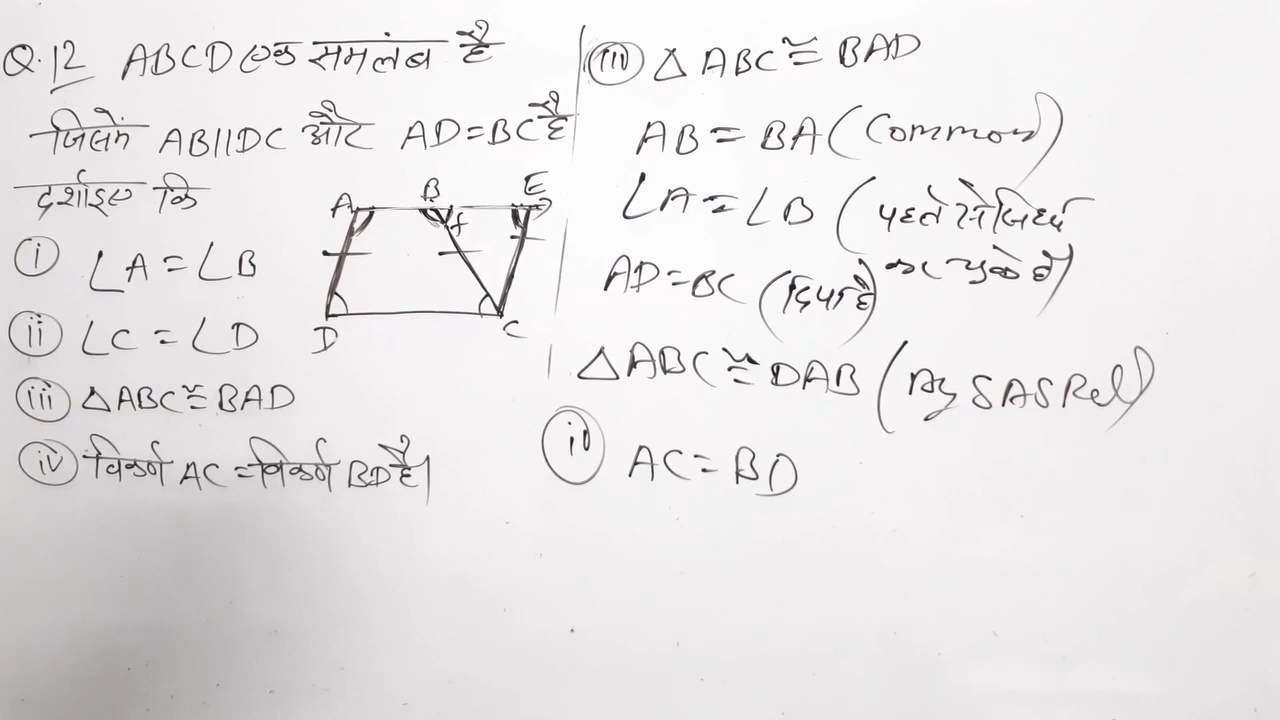 Q.12 ABCD एक समलंब है
जिसमें AB||DC और AD=BC है
दर्शाइए कि
(i) ∠A = ∠B
(ii) ∠C = ∠D
(iii) △ABC ≅ BAD
(iv) विकर्ण AC = विकर्ण BD है।
A B E
f
D C
(iii) △ ABC ≅ BAD
AB = BA (Common)
∠A = ∠B (पहले से सिद्ध
कर चुके है)
AD = BC (दिया है)
△ABC ≅ DAB (By SAS Rel)
(iv) AC = BD